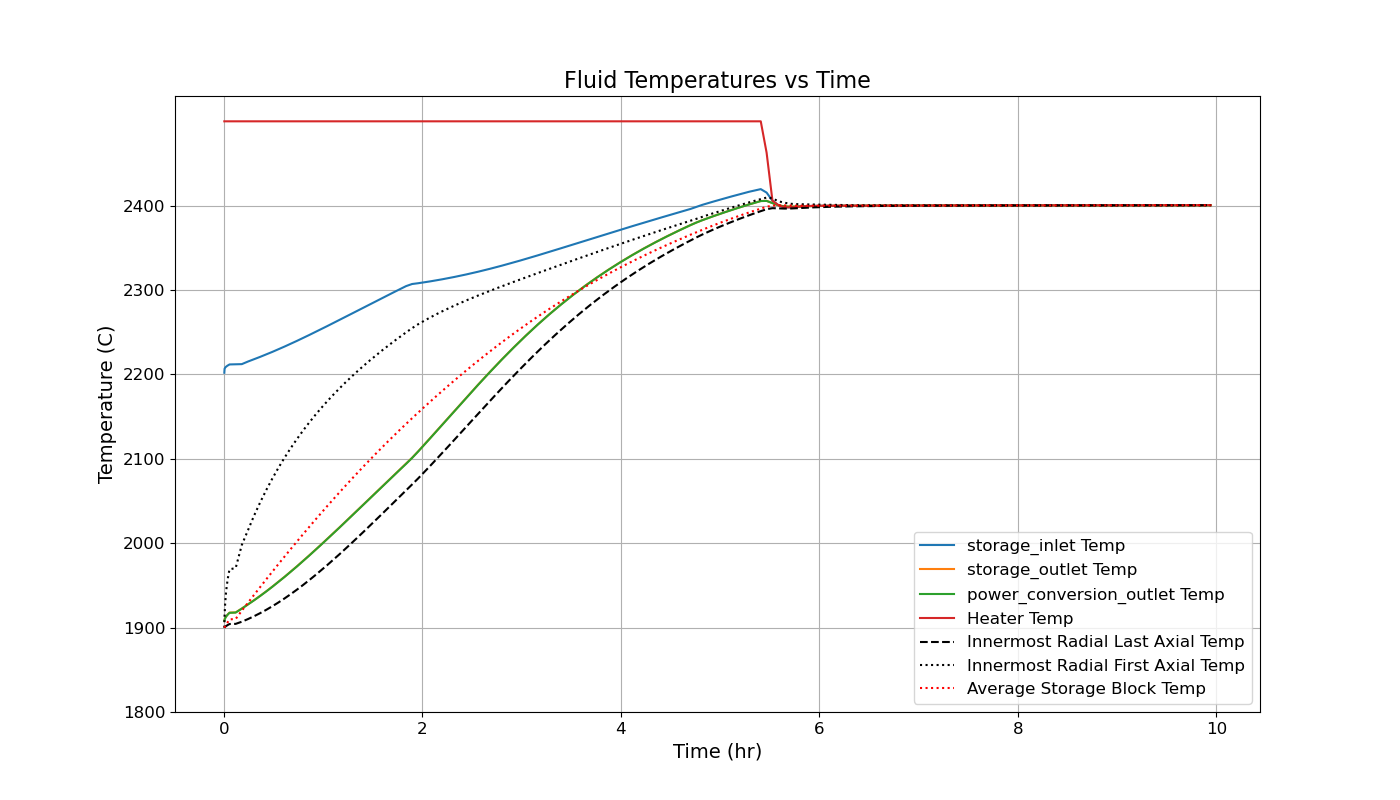 Fluid Temperatures vs Time
Temperature (C)
2400
2300
2200
2100
2000
1900
1800
0 2 4 6 8 10
Time (hr)
storage_inlet Temp
storage_outlet Temp
power_conversion_outlet Temp
Heater Temp
Innermost Radial Last Axial Temp
Innermost Radial First Axial Temp
Average Storage Block Temp